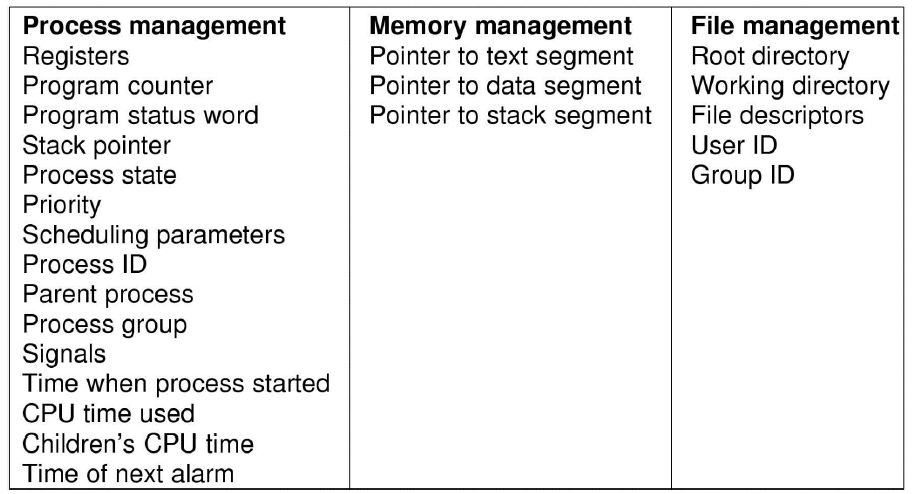 Process management
Registers
Program counter
Program status word
Stack pointer
Process state
Priority
Scheduling parameters
Process ID
Parent process
Process group
Signals
Time when process started
CPU time used
Children's CPU time
Time of next alarm
Memory management
Pointer to text segment
Pointer to data segment
Pointer to stack segment
File management
Root directory
Working directory
File descriptors
User ID
Group ID